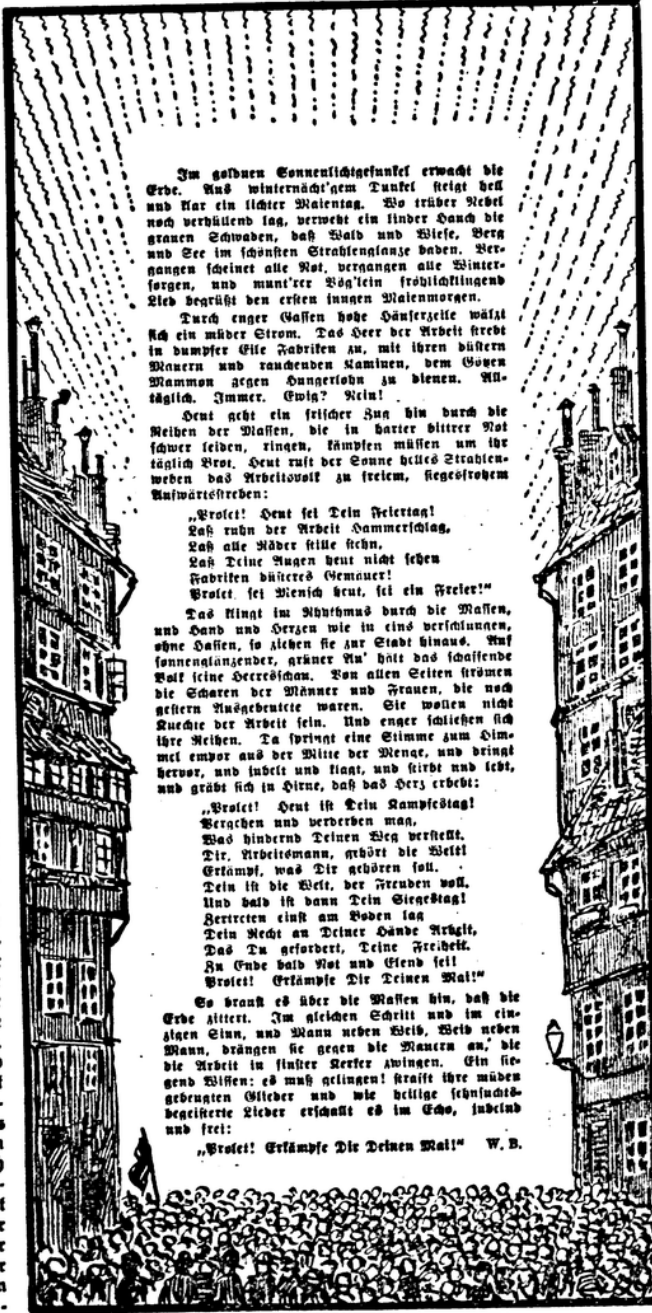 Im goldnen Sonnenlichtgefunkel erwacht die
Erde. Aus winternächt'gem Dunkel steigt hell
und klar ein lichter Maientag. Wo trüber Nebel
noch verhüllend lag, verweht ein linder Hauch die
grauen Schwaden, daß Wald und Wiese, Berg
und See im schönsten Strahlenglanze baden. Ver-
gangen scheinet alle Not, vergangen alle Winter-
sorgen, und munt'rer Vög'lein fröhlichklingend
Lied begrüßt den ersten jungen Maienmorgen.
Durch enger Gassen hohe Häuserzeile wälzt
sich ein müder Strom. Das Heer der Arbeit strebt
in dumpfer Eile Fabriken zu, mit ihren düstern
Mauern und rauchenden Kaminen, dem Götzen
Mammon gegen Hungerlohn zu dienen. All-
täglich. Immer. Ewig? Nein!
Heut geht ein frischer Zug hin durch die
Reihen der Massen, die in harter bittrer Not
schwer leiden, ringen, kämpfen müssen um ihr
täglich Brot. Heut ruft der Sonne helles Strahlen-
weben das Arbeitsvolk zu freiem, siegesfrohem
Aufwärtsstreben:
„Prolet! Heut sei Dein Feiertag!
Laß ruhn der Arbeit Hammerschlag,
Laß alle Räder stille stehn,
Laß Deine Augen heut nicht sehen
Fabriken düsteres Gemäuer!
Prolet sei Mensch heut, sei ein Freier!"
Das klingt im Rhythmus durch die Massen,
und Hand und Herzen wie in eins verschlungen,
ohne Hassen, so ziehen sie zur Stadt hinaus. Auf
sonnenglänzender, grüner Au' hält das schaffende
Volk seine Heeresschau. Von allen Seiten strömen
die Scharen der Männer und Frauen, die noch
gestern Ausgebeutete waren. Sie wollen nicht
Knechte der Arbeit sein. Und enger schließen sich
ihre Reihen. Da springt eine Stimme zum Him-
mel empor aus der Mitte der Menge, und dringt
hervor, und jubelt und klagt, und stirbt und lebt,
und gräbt sich in Hirne, daß das Herz erbebt:
„Prolet! Heut ist Dein Kampfestag!
Vergehen und verderben mag,
Was hindernd Deinen Weg verstellt.
Dir, Arbeitsmann, gehört die Welt!
Erkämpf, was Dir gehören soll.
Dein ist die Welt, der Freuden voll.
Und bald ist dann Dein Siegestag!
Zertreten einst am Boden lag
Dein Recht an Deiner Hände Arbeit,
Das Du gefordert, Deine Freiheit.
Zu Ende bald Not und Elend sei!
Prolet! Erkämpfe Dir Deinen Mai!"
So braust es über die Massen hin, daß die
Erde zittert. Im gleichen Schritt und im ein-
zigen Sinn, und Mann neben Weib, Weib neben
Mann, drängen sie gegen die Mauern an, die
die Arbeit in finster Kerker zwingen. Ein sie-
gend Wissen: es muß gelingen! strafft ihre müden
gebeugten Glieder und wie heilige sehnsuchts-
begeisterte Lieder erschallt es im Echo, jubelnd
und frei:
„Prolet! Erkämpfe Dir Deinen Mai!" W. B.